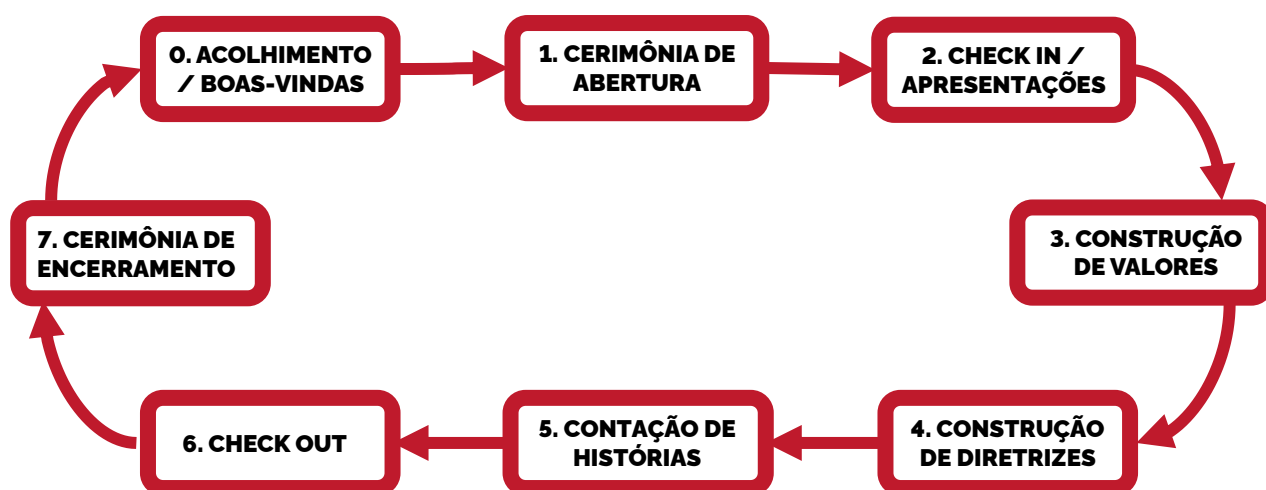 0. ACOLHIMENTO
/ BOAS-VINDAS
1. CERIMÔNIA DE
ABERTURA
2. CHECK IN /
APRESENTAÇÕES
3. CONSTRUÇÃO
DE VALORES
4. CONSTRUÇÃO
DE DIRETRIZES
5. CONTAÇÃO DE
HISTÓRIAS
6. CHECK OUT
7. CERIMÔNIA DE
ENCERRAMENTO